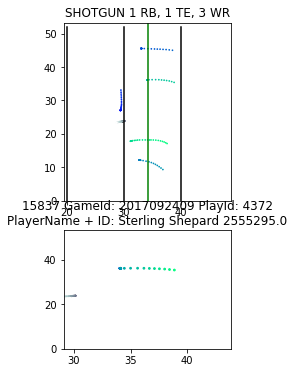 SHOTGUN 1 RB, 1 TE, 3 WR
50
40
30
20
10
0
20 30 40
15837 GameId: 2017092409 PlayId: 4372
PlayerName + ID: Sterling Shepard 2555295.0
40
20
0
30 35 40